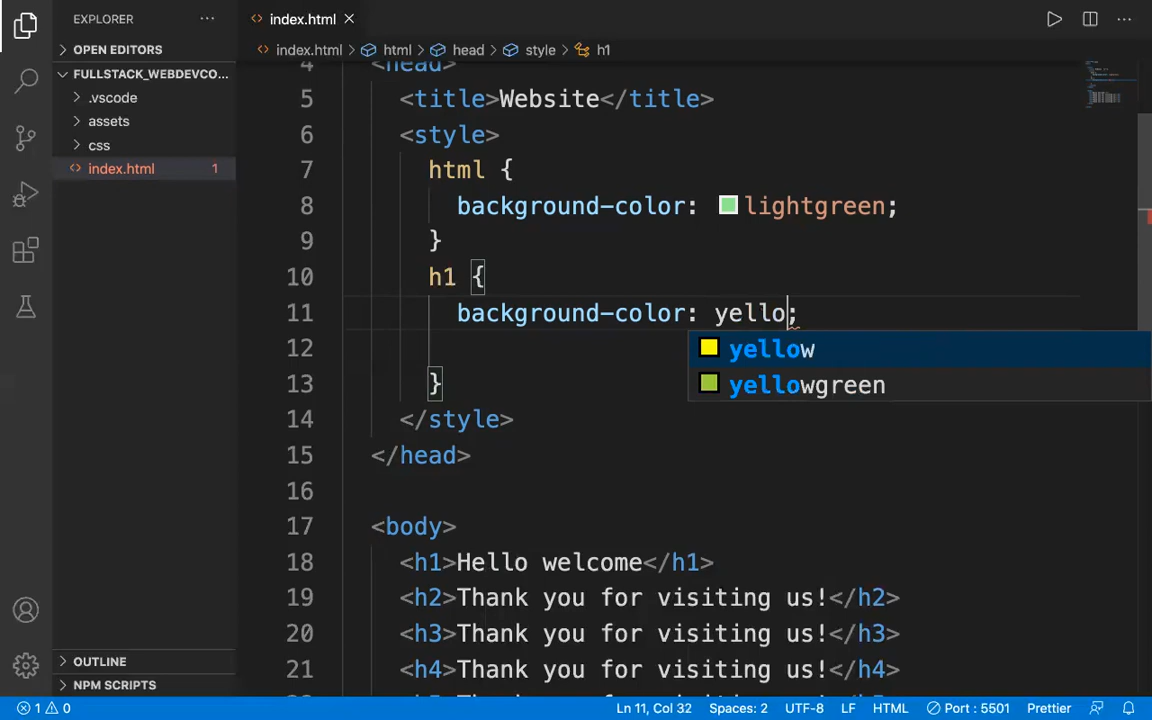 EXPLORER ···
OPEN EDITORS
FULLSTACK_WEBDEVCO...
.vscode
assets
css
index.html 1
OUTLINE
NPM SCRIPTS
index.html
index.html > html > head > style > h1
4 <head>
5 <title>Website</title>
6 <style>
7 html {
8 background-color: lightgreen;
9 }
10 h1 {
11 background-color: yello;
yellow
yellowgreen
12
13 }
14 </style>
15 </head>
16
17 <body>
18 <h1>Hello welcome</h1>
19 <h2>Thank you for visiting us!</h2>
20 <h3>Thank you for visiting us!</h3>
21 <h4>Thank you for visiting us!</h4>
1 0 Ln 11, Col 32 Spaces: 2 UTF-8 LF HTML Port : 5501 Prettier